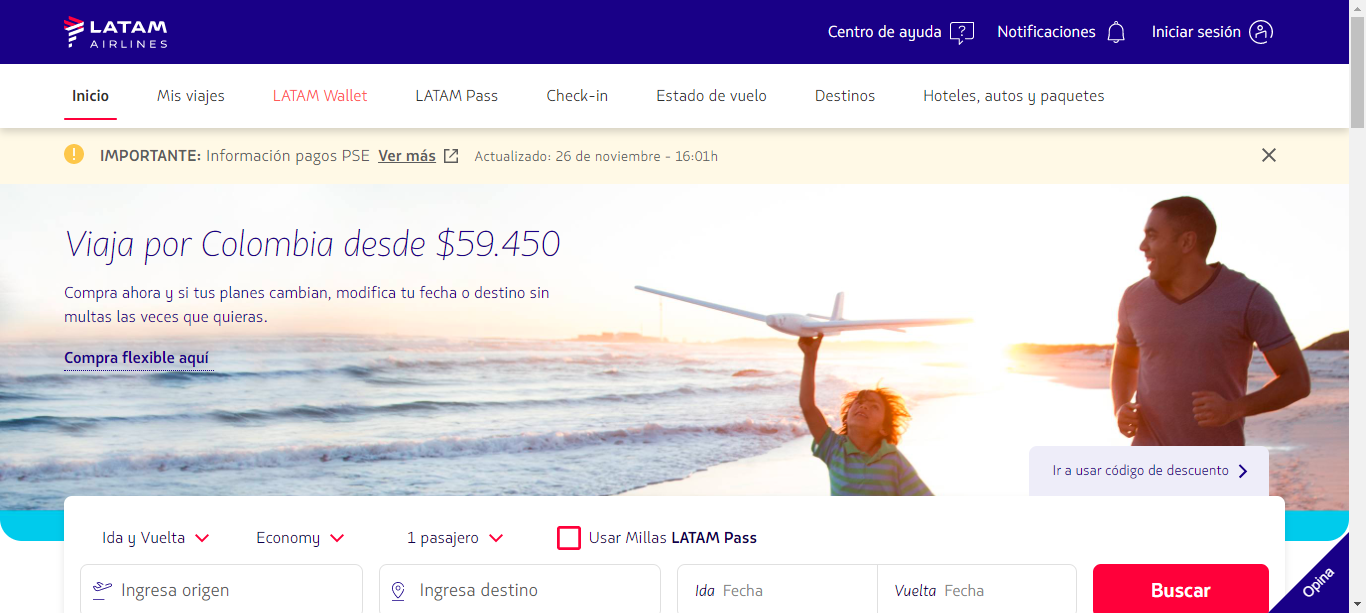 LATAM
AIRLINES
Centro de ayuda
Notificaciones
Iniciar sesión
Inicio
Mis viajes
LATAM Wallet
LATAM Pass
Check-in
Estado de vuelo
Destinos
Hoteles, autos y paquetes
IMPORTANTE: Información pagos PSE Ver más Actualizado: 26 de noviembre - 16:01h
Viaja por Colombia desde $59.450
Compra ahora y si tus planes cambian, modifica tu fecha o destino sin
multas las veces que quieras.
Compra flexible aquí
Ir a usar código de descuento
Ida y Vuelta
Economy
1 pasajero
Usar Millas LATAM Pass
Ingresa origen
Ingresa destino
Ida Fecha
Vuelta Fecha
Buscar
Opina